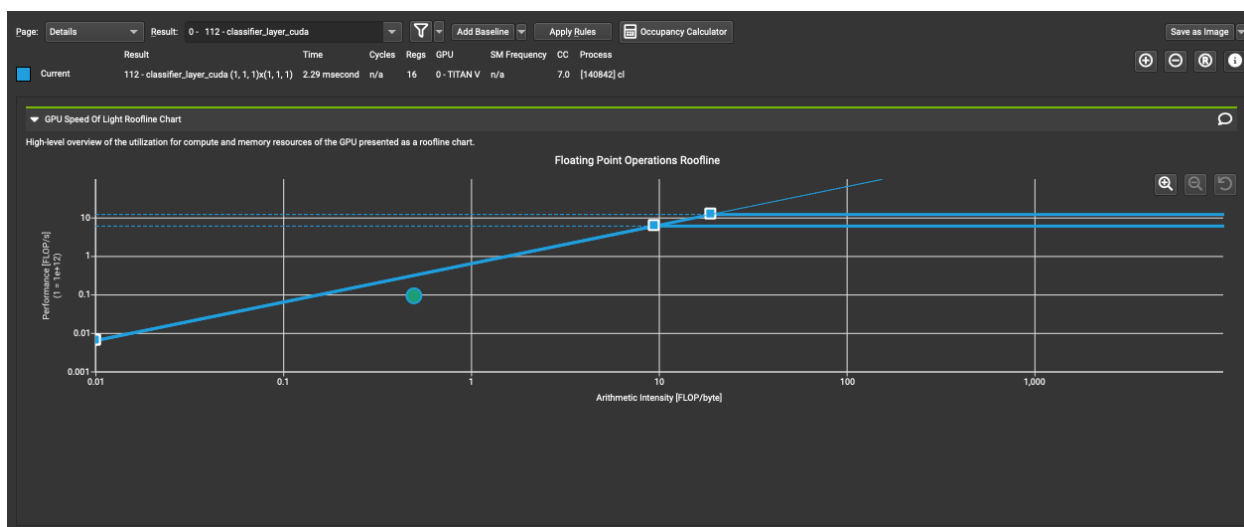 Page: Details Result: 0 - 112 - classifier_layer_cuda Add Baseline Apply Rules Occupancy Calculator Save as Image
Result Time Cycles Regs GPU SM Frequency CC Process
Current 112 - classifier_layer_cuda (1, 1, 1)x(1, 1, 1) 2.29 msecond n/a 16 0 - TITAN V n/a 7.0 [140842] cl
GPU Speed Of Light Roofline Chart
High-level overview of the utilization for compute and memory resources of the GPU presented as a roofline chart.
Floating Point Operations Roofline
Performance [FLOP/s]
(1 = 1e+12)
10
1
0.1
0.01
0.001
0.01 0.1 1 10 100 1,000
Arithmetic Intensity [FLOP/byte]